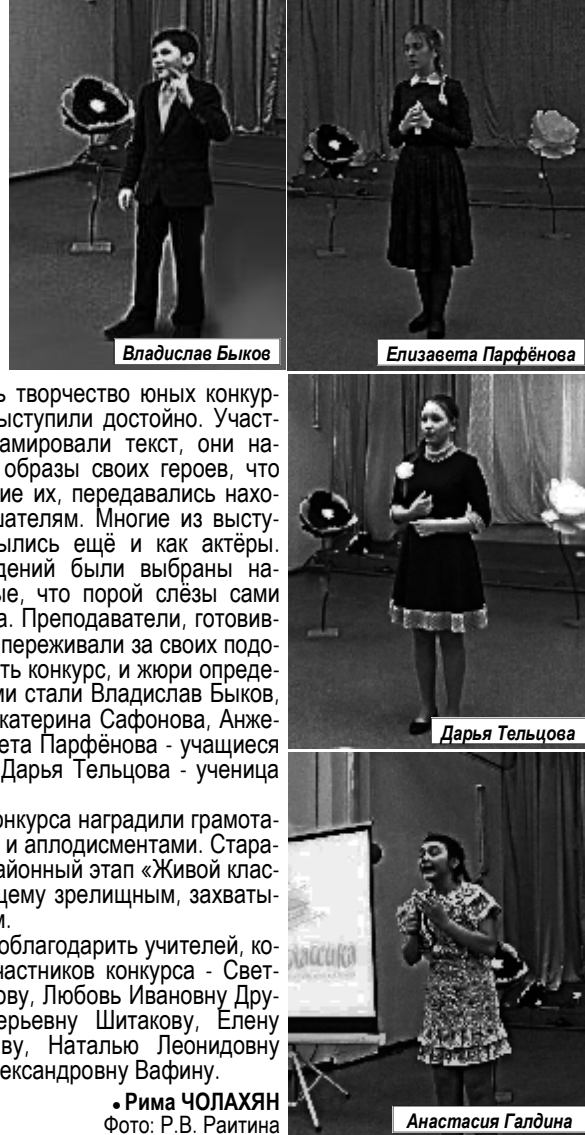 Владислав Быков
Елизавета Парфёнова
ь творчество юных конкур-
ыступили достойно. Участ-
амировали текст, они на-
образы своих героев, что
ие их, передавались нахо-
шателям. Многие из высту-
ылись ещё и как актёры.
дений были выбраны на-
ые, что порой слёзы сами
а. Преподаватели, готовив-
переживали за своих подо-
ть конкурс, и жюри опреде-
ми стали Владислав Быков,
катерина Сафонова, Анже-
вета Парфёнова - учащиеся
Дарья Тельцова - ученица
онкурса наградили грамота-
и аплодисментами. Стара-
айонный этап «Живой клас-
щему зрелищным, захваты-
м.
облагодарить учителей, ко-
частников конкурса - Свет-
ову, Любовь Ивановну Дру-
ерьевну Шитакову, Елену
ву, Наталью Леонидовну
ександровну Вафину.
• Рима ЧОЛАХЯН
Фото: Р.В. Раитина
Дарья Тельцова
лассика
Анастасия Галдина